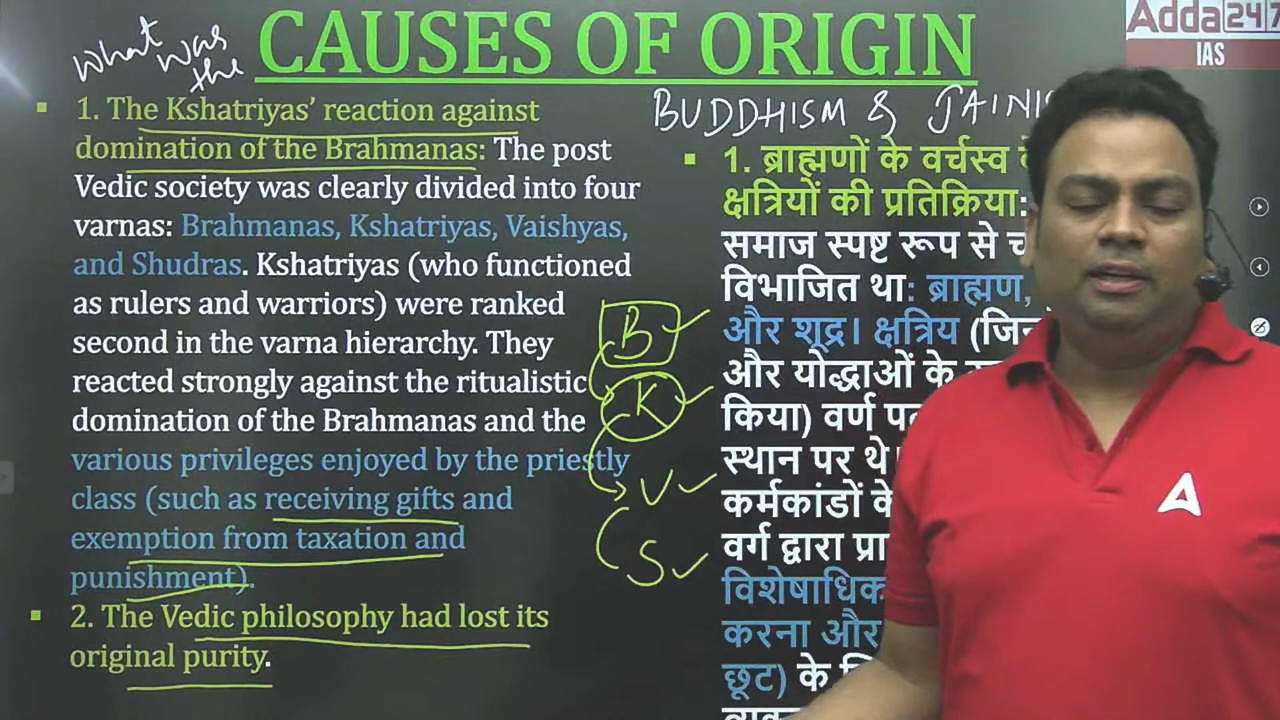 what was
the
CAUSES OF ORIGIN
Adda247
IAS
BUDDHISM &
1. The Kshatriyas' reaction against
domination of the Brahmanas: The post
Vedic society was clearly divided into four
varnas: Brahmanas, Kshatriyas, Vaishyas,
and Shudras. Kshatriyas (who functioned
as rulers and warriors) were ranked
second in the varna hierarchy. They
reacted strongly against the ritualistic
domination of the Brahmanas and the
various privileges enjoyed by the priestly
class (such as receiving gifts and
exemption from taxation and
punishment).
2. The Vedic philosophy had lost its
original purity.
B
K
V
S
1. ब्राह्मणों के वर्चस्व
क्षत्रियों की प्रतिक्रिया:
समाज स्पष्ट रूप से
विभाजित था: ब्राह्मण,
और शूद्र। क्षत्रिय
और योद्धाओं के
किया) वर्ण
स्थान पर थे।
कर्मकांडों के
वर्ग द्वारा
करना और
छूट) के